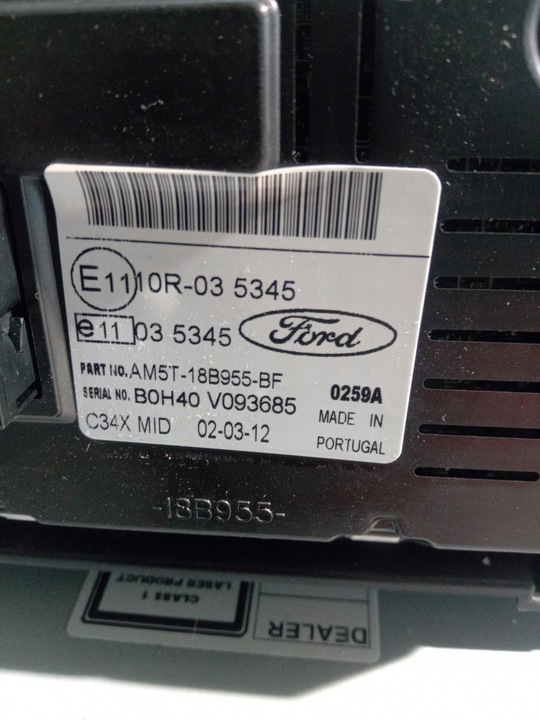 E11 10R-03 5345
e11 03 5345 Ford
PART NO. AM5T-18B955-BF
SERIAL NO. B0H40 V093685 0259A
C34X MID 02-03-12 MADE IN
PORTUGAL
-18B955-
CLASS 1
LASER PRODUCT
DEALER